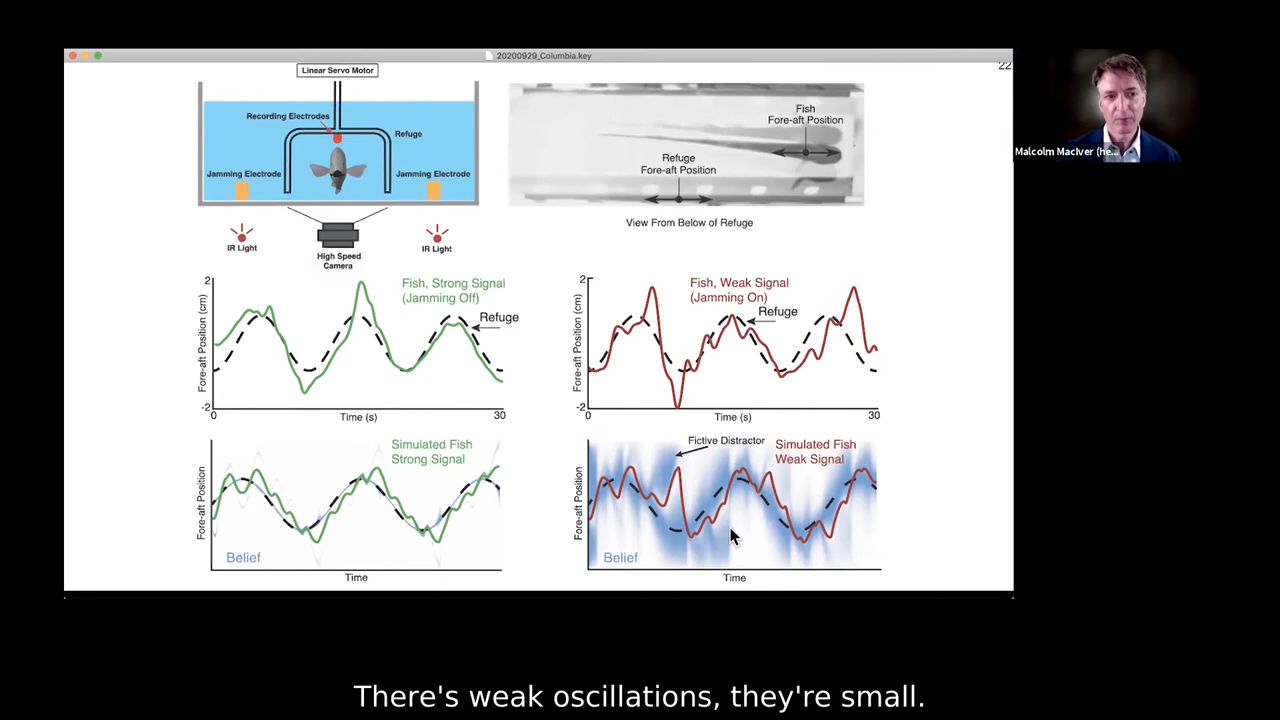 20200929_Columbia.key
22
Linear Servo Motor
Recording Electrodes
Refuge
Jamming Electrode
Jamming Electrode
IR Light
IR Light
High Speed
Camera
Fish
Fore-aft Position
Refuge
Fore-aft Position
View From Below of Refuge
Malcolm MacIver (he...
2
Fore-aft Position (cm)
-2
0
Time (s)
30
Fish, Strong Signal
(Jamming Off)
Refuge
2
Fore-aft Position (cm)
-2
0
Time (s)
30
Fish, Weak Signal
(Jamming On)
Refuge
Fore-aft Position
Simulated Fish
Strong Signal
Belief
Time
Fore-aft Position
Fictive Distractor
Simulated Fish
Weak Signal
Belief
Time
There's weak oscillations, they're small.